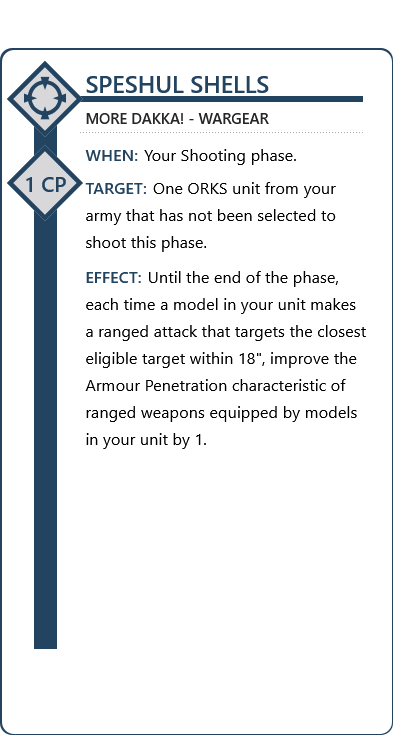 SPESHUL SHELLS
MORE DAKKA! - WARGEAR
WHEN: Your Shooting phase.
1 CP
TARGET: One ORKS unit from your
army that has not been selected to
shoot this phase.
EFFECT: Until the end of the phase,
each time a model in your unit makes
a ranged attack that targets the closest
eligible target within 18", improve the
Armour Penetration characteristic of
ranged weapons equipped by models
in your unit by 1.